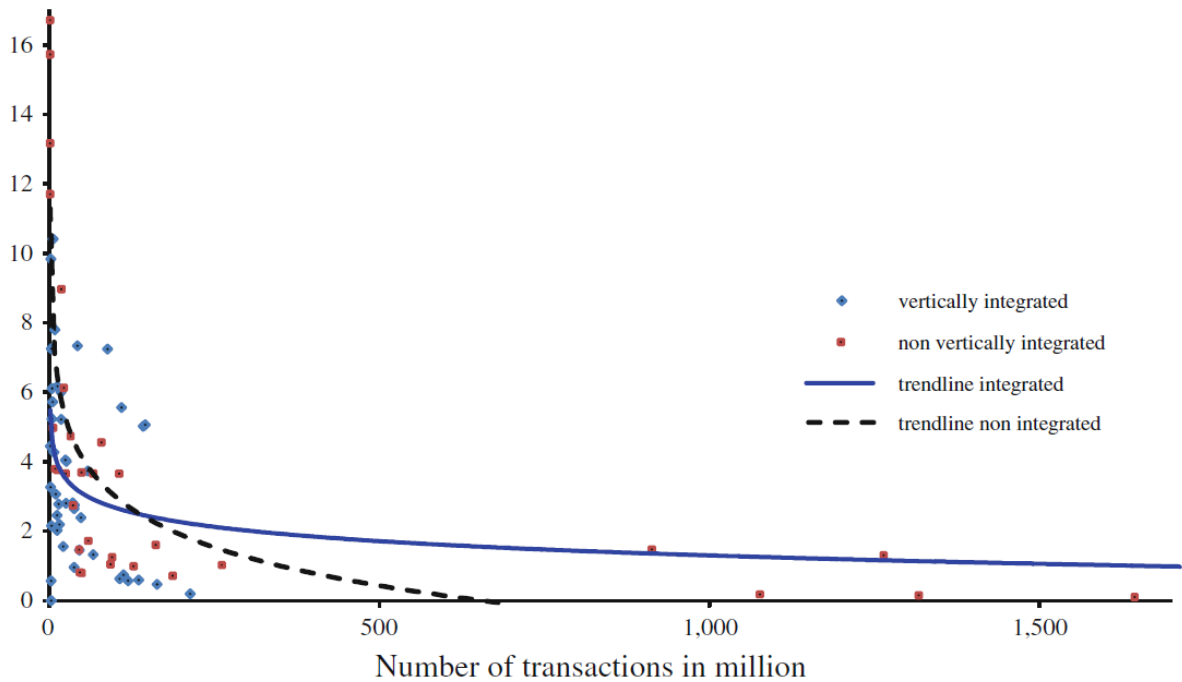 16
14
12
10
8
6
4
2
0
0 500 1,000 1,500
Number of transactions in million
vertically integrated
non vertically integrated
trendline integrated
trendline non integrated